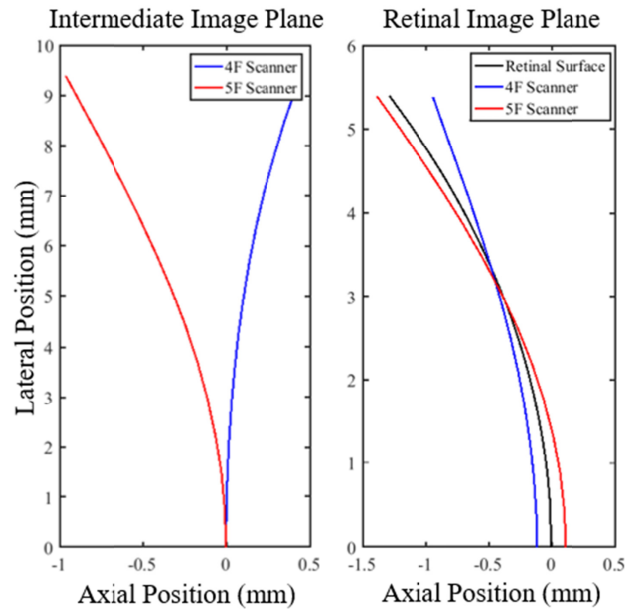 Intermediate Image Plane
10
9
8
7
6
5
4
3
2
1
0
-1
-0.5
0
0.5
4F Scanner
5F Scanner
Lateral Position (mm)
Axial Position (mm)
Retinal Image Plane
6
5
4
3
2
1
0
-1.5
-1
-0.5
0
0.5
Retinal Surface
4F Scanner
5F Scanner
Axial Position (mm)